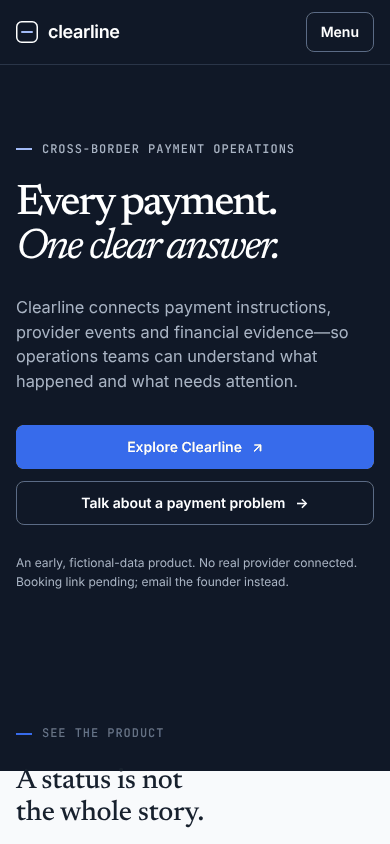 clearline
Menu
CROSS-BORDER PAYMENT OPERATIONS
Every payment.
One clear answer.
Clearline connects payment instructions,
provider events and financial evidence—so
operations teams can understand what
happened and what needs attention.
Explore Clearline ↗
Talk about a payment problem →
An early, fictional-data product. No real provider connected.
Booking link pending; email the founder instead.
SEE THE PRODUCT
A status is not
the whole story.